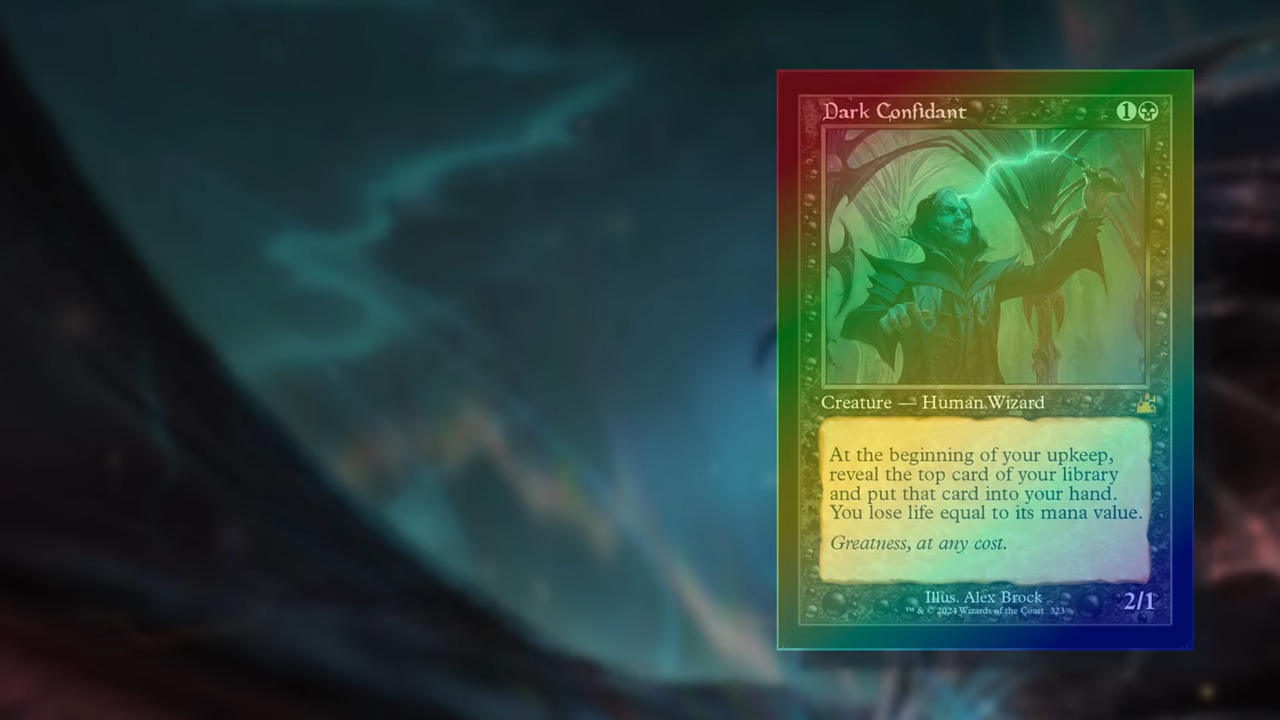 Dark Confidant 1
Creature — Human Wizard
At the beginning of your upkeep,
reveal the top card of your library
and put that card into your hand.
You lose life equal to its mana value.
Greatness, at any cost.
Illus. Alex Brock
™ & © 2024 Wizards of the Coast 323
2/1